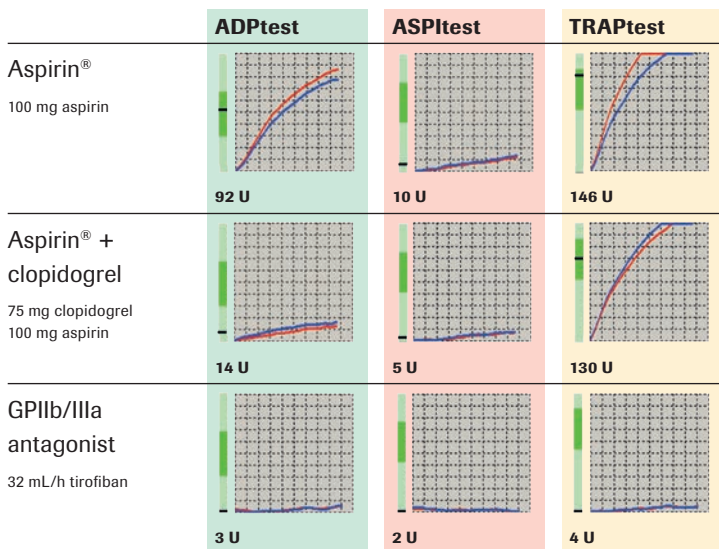 ADPtest
ASPItest
TRAPtest
Aspirin®
100 mg aspirin
92 U
10 U
146 U
Aspirin® +
clopidogrel
75 mg clopidogrel
100 mg aspirin
14 U
5 U
130 U
GPIIb/IIIa
antagonist
32 mL/h tirofiban
3 U
2 U
4 U